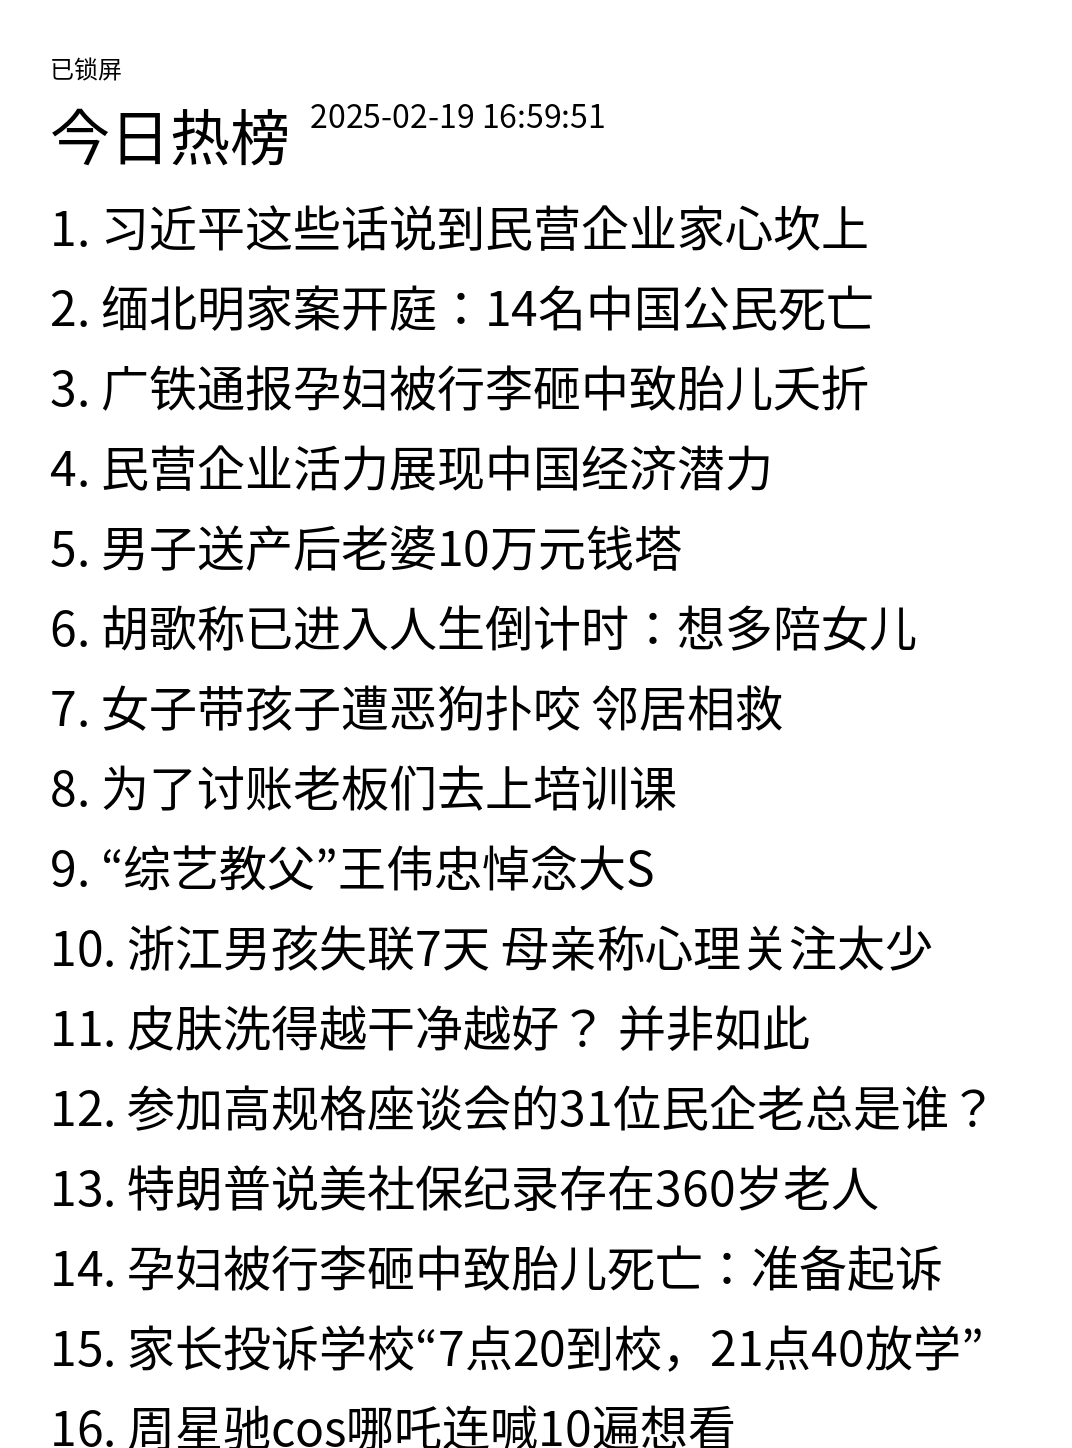 已锁屏
今日热榜 2025-02-19 16:59:51
1. 习近平这些话说到民营企业家心坎上
2. 缅北明家案开庭：14名中国公民死亡
3. 广铁通报孕妇被行李砸中致胎儿夭折
4. 民营企业活力展现中国经济潜力
5. 男子送产后老婆10万元钱塔
6. 胡歌称已进入人生倒计时：想多陪女儿
7. 女子带孩子遭恶狗扑咬 邻居相救
8. 为了讨账老板们去上培训课
9. “综艺教父”王伟忠悼念大S
10. 浙江男孩失联7天 母亲称心理关注太少
11. 皮肤洗得越干净越好？ 并非如此
12. 参加高规格座谈会的31位民企老总是谁？
13. 特朗普说美社保纪录存在360岁老人
14. 孕妇被行李砸中致胎儿死亡：准备起诉
15. 家长投诉学校“7点20到校，21点40放学”
16. 周星驰cos哪吒连喊10遍想看